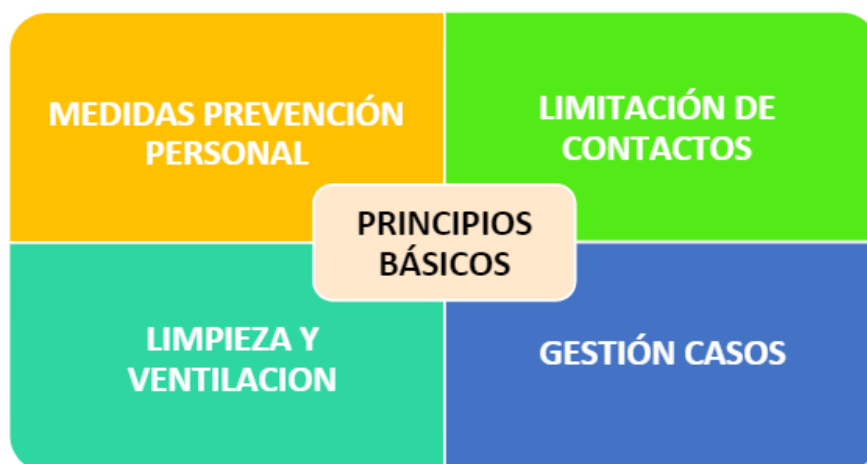 MEDIDAS PREVENCIÓN
PERSONAL
LIMITACIÓN DE
CONTACTOS
PRINCIPIOS
BÁSICOS
LIMPIEZA Y
VENTILACION
GESTIÓN CASOS